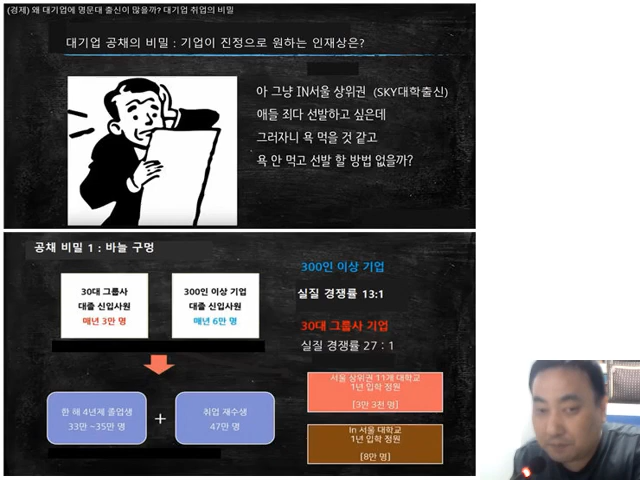 (경제) 왜 대기업에 명문대 출신이 많을까? 대기업 취업의 비밀
대기업 공채의 비밀 : 기업이 진정으로 원하는 인재상은?
아 그냥 IN서울 상위권 (SKY대학출신)
애들 죄다 선발하고 싶은데
그러자니 욕 먹을 것 같고
욕 안 먹고 선발 할 방법 없을까?
공채 비밀 1 : 바늘 구멍
30대 그룹사
대졸 신입사원
매년 3만 명
300인 이상 기업
대졸 신입사원
매년 6만 명
300인 이상 기업
실질 경쟁률 13:1
30대 그룹사 기업
실질 경쟁률 27 : 1
한 해 4년제 졸업생
33만 ~35만 명
+
취업 재수생
47만 명
서울 상위권 11개 대학교
1년 입학 정원
[3만 3천 명]
In 서울 대학교
1년 입학 정원
[8만 명]